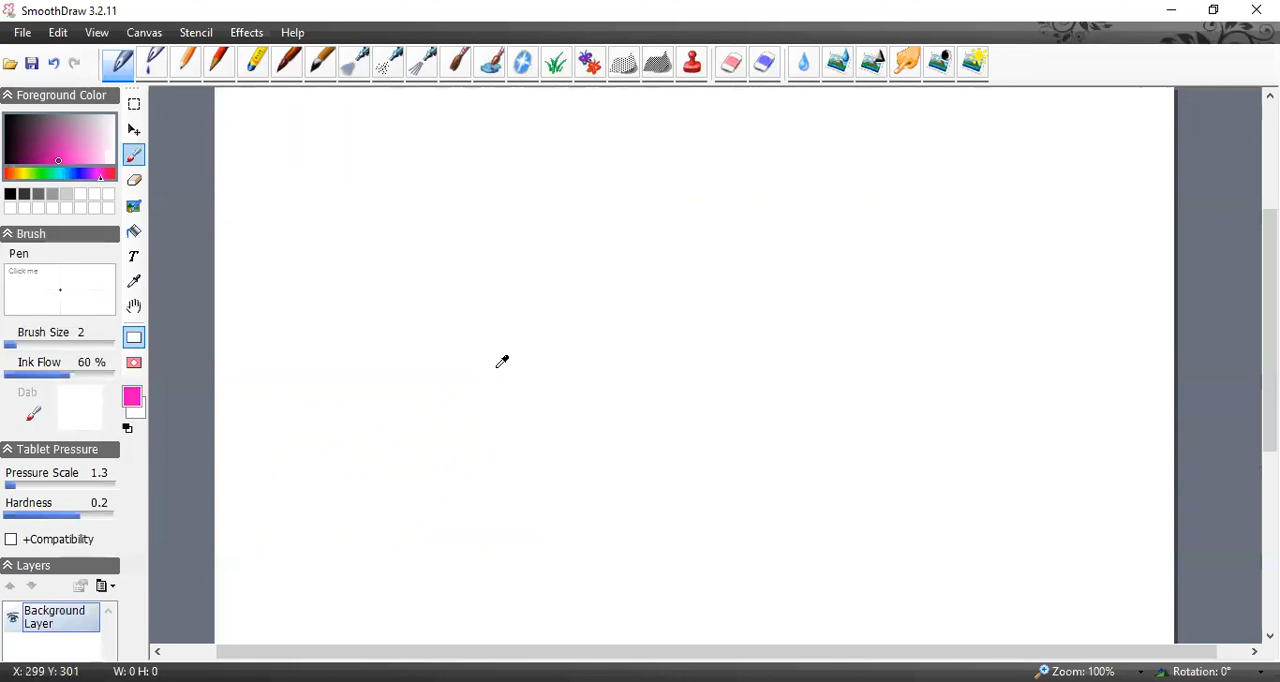 SmoothDraw 3.2.11
File Edit View Canvas Stencil Effects Help
Foreground Color
Brush
Pen
Click me
Brush Size 2
Ink Flow 60 %
Dab
Tablet Pressure
Pressure Scale 1.3
Hardness 0.2
+Compatibility
Layers
Background
Layer
X: 299 Y: 301 W: 0 H: 0 Zoom: 100% Rotation: 0°